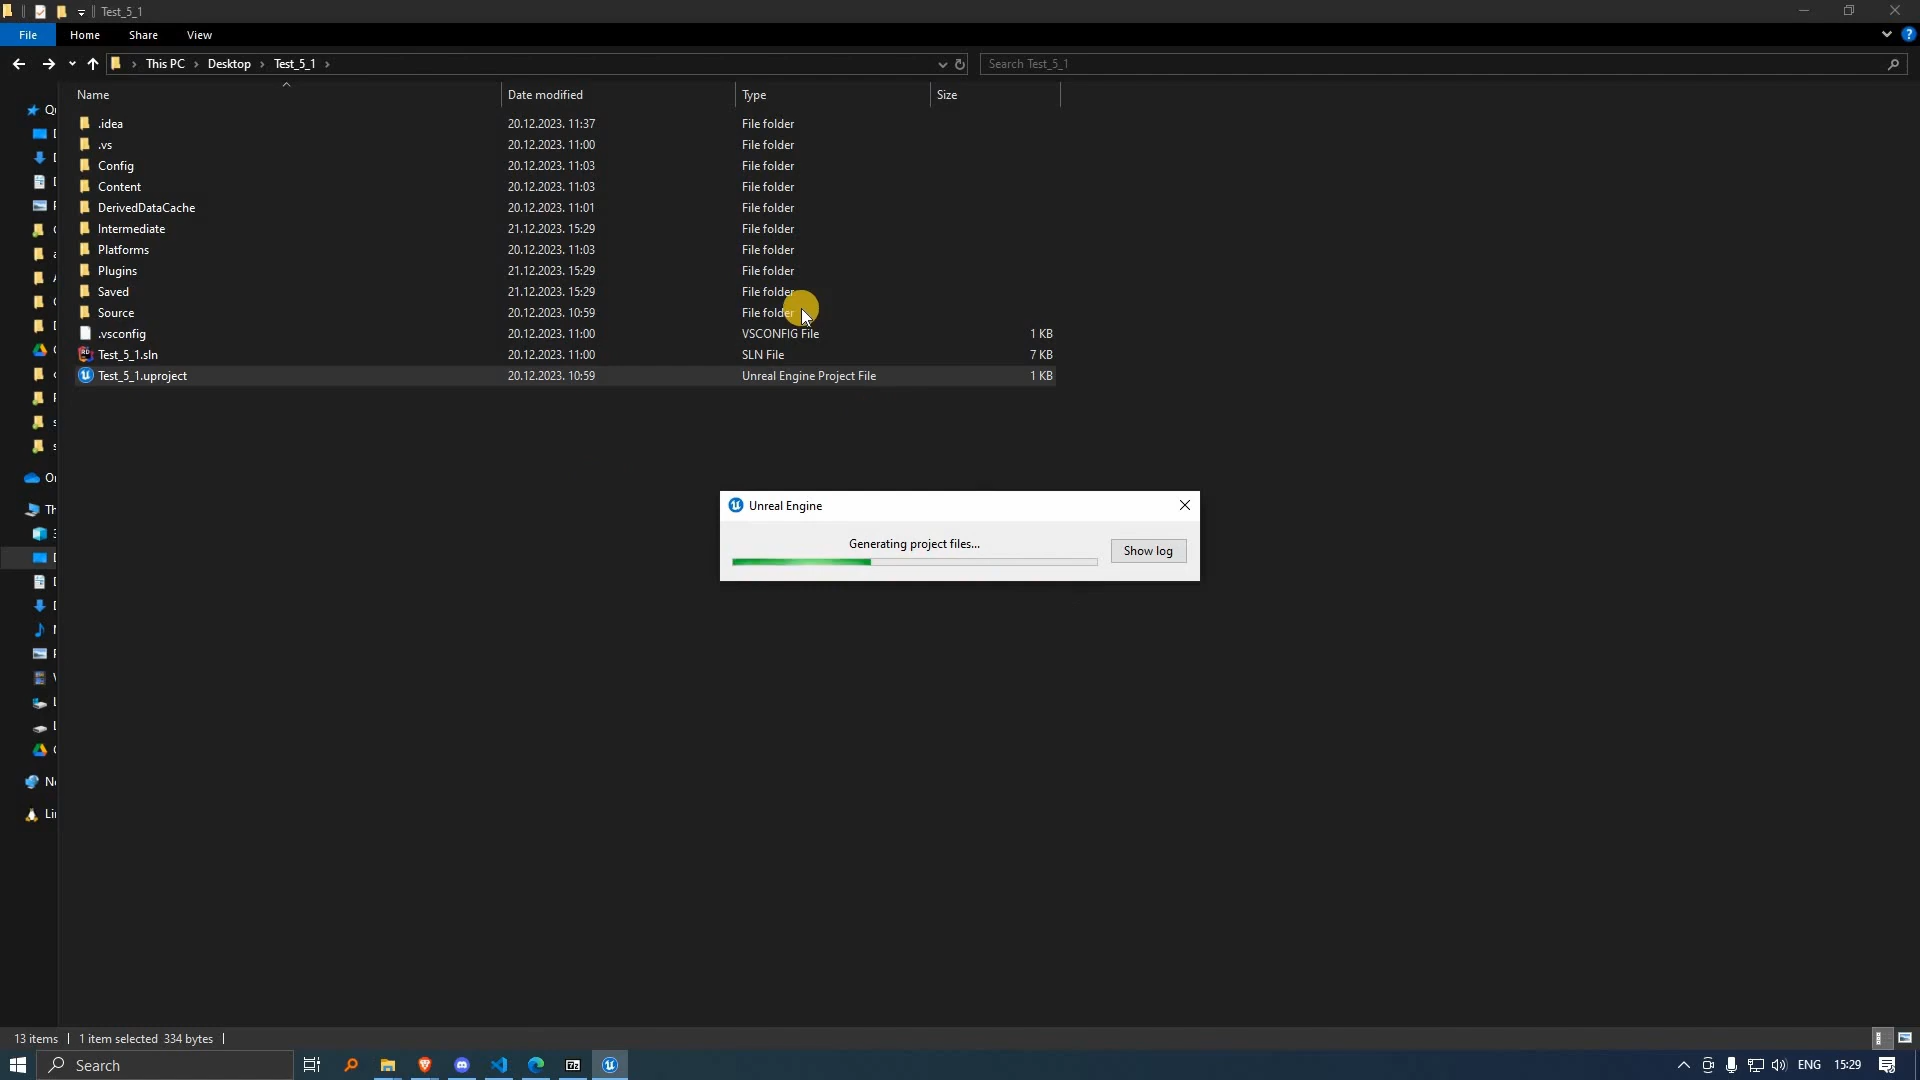 Test_5_1
File Home Share View
This PC Desktop Test_5_1
Search Test_5_1
Name Date modified Type Size
.idea 20.12.2023. 11:37 File folder
.vs 20.12.2023. 11:00 File folder
Config 20.12.2023. 11:03 File folder
Content 20.12.2023. 11:03 File folder
DerivedDataCache 20.12.2023. 11:01 File folder
Intermediate 21.12.2023. 15:29 File folder
Platforms 20.12.2023. 11:03 File folder
Plugins 21.12.2023. 15:29 File folder
Saved 21.12.2023. 15:29 File folder
Source 20.12.2023. 10:59 File folder
.vsconfig 20.12.2023. 11:00 VSCONFIG File 1 KB
Test_5_1.sln 20.12.2023. 11:00 SLN File 7 KB
Test_5_1.uproject 20.12.2023. 10:59 Unreal Engine Project File 1 KB
Unreal Engine
Generating project files...
Show log
13 items 1 item selected 334 bytes
Search
ENG 15:29